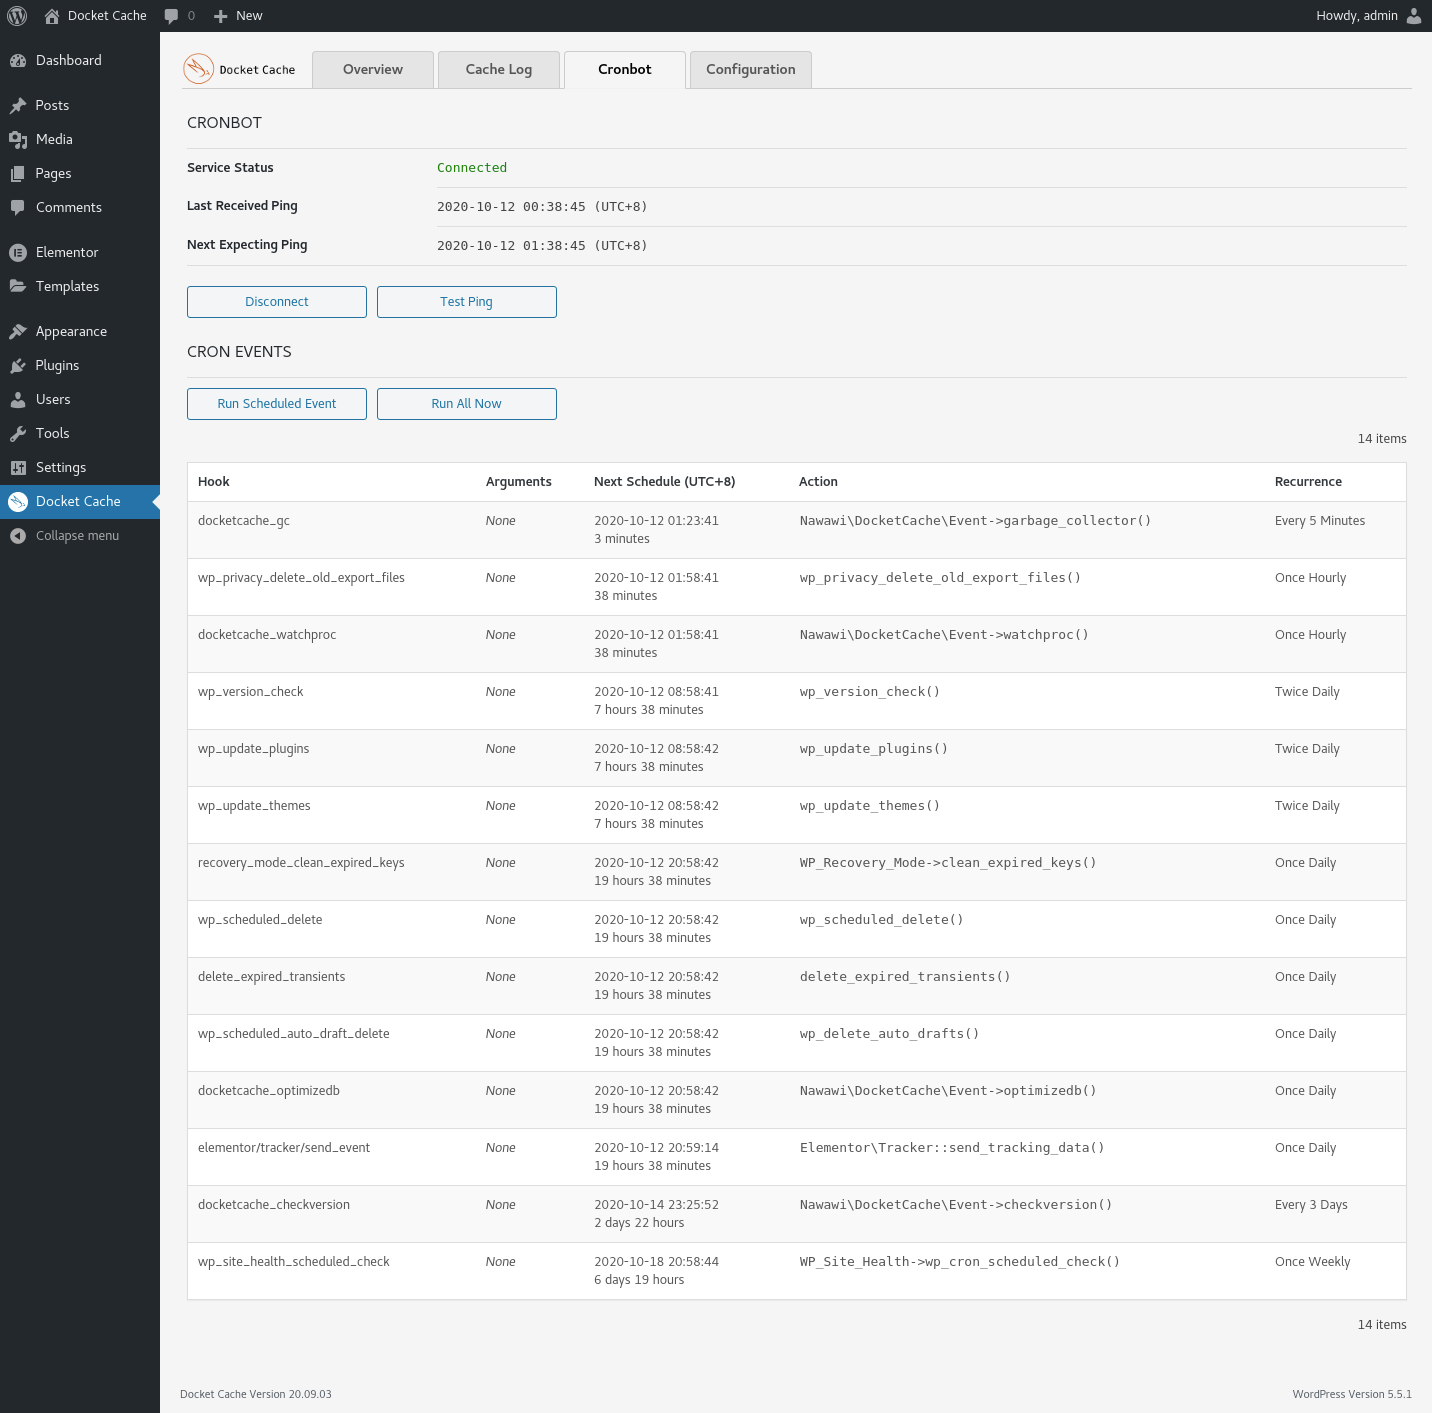 Docket Cache 0 New Howdy, admin
Dashboard
Posts
Media
Pages
Comments
Elementor
Templates
Appearance
Plugins
Users
Tools
Settings
Docket Cache
Collapse menu
Docket Cache Overview Cache Log Cronbot Configuration
CRONBOT
Service Status Connected
Last Received Ping 2020-10-12 00:38:45 (UTC+8)
Next Expecting Ping 2020-10-12 01:38:45 (UTC+8)
Disconnect Test Ping
CRON EVENTS
Run Scheduled Event Run All Now
14 items
Hook Arguments Next Schedule (UTC+8) Action Recurrence
docketcache_gc None 2020-10-12 01:23:41 Nawawi\DocketCache\Event->garbage_collector() Every 5 Minutes
3 minutes
wp_privacy_delete_old_export_files None 2020-10-12 01:58:41 wp_privacy_delete_old_export_files() Once Hourly
38 minutes
docketcache_watchproc None 2020-10-12 01:58:41 Nawawi\DocketCache\Event->watchproc() Once Hourly
38 minutes
wp_version_check None 2020-10-12 08:58:41 wp_version_check() Twice Daily
7 hours 38 minutes
wp_update_plugins None 2020-10-12 08:58:42 wp_update_plugins() Twice Daily
7 hours 38 minutes
wp_update_themes None 2020-10-12 08:58:42 wp_update_themes() Twice Daily
7 hours 38 minutes
recovery_mode_clean_expired_keys None 2020-10-12 20:58:42 WP_Recovery_Mode->clean_expired_keys() Once Daily
19 hours 38 minutes
wp_scheduled_delete None 2020-10-12 20:58:42 wp_scheduled_delete() Once Daily
19 hours 38 minutes
delete_expired_transients None 2020-10-12 20:58:42 delete_expired_transients() Once Daily
19 hours 38 minutes
wp_scheduled_auto_draft_delete None 2020-10-12 20:58:42 wp_delete_auto_drafts() Once Daily
19 hours 38 minutes
docketcache_optimizedb None 2020-10-12 20:58:42 Nawawi\DocketCache\Event->optimizedb() Once Daily
19 hours 38 minutes
elementor/tracker/send_event None 2020-10-12 20:59:14 Elementor\Tracker::send_tracking_data() Once Daily
19 hours 38 minutes
docketcache_checkversion None 2020-10-14 23:25:52 Nawawi\DocketCache\Event->checkversion() Every 3 Days
2 days 22 hours
wp_site_health_scheduled_check None 2020-10-18 20:58:44 WP_Site_Health->wp_cron_scheduled_check() Once Weekly
6 days 19 hours
14 items
Docket Cache Version 20.09.03 WordPress Version 5.5.1